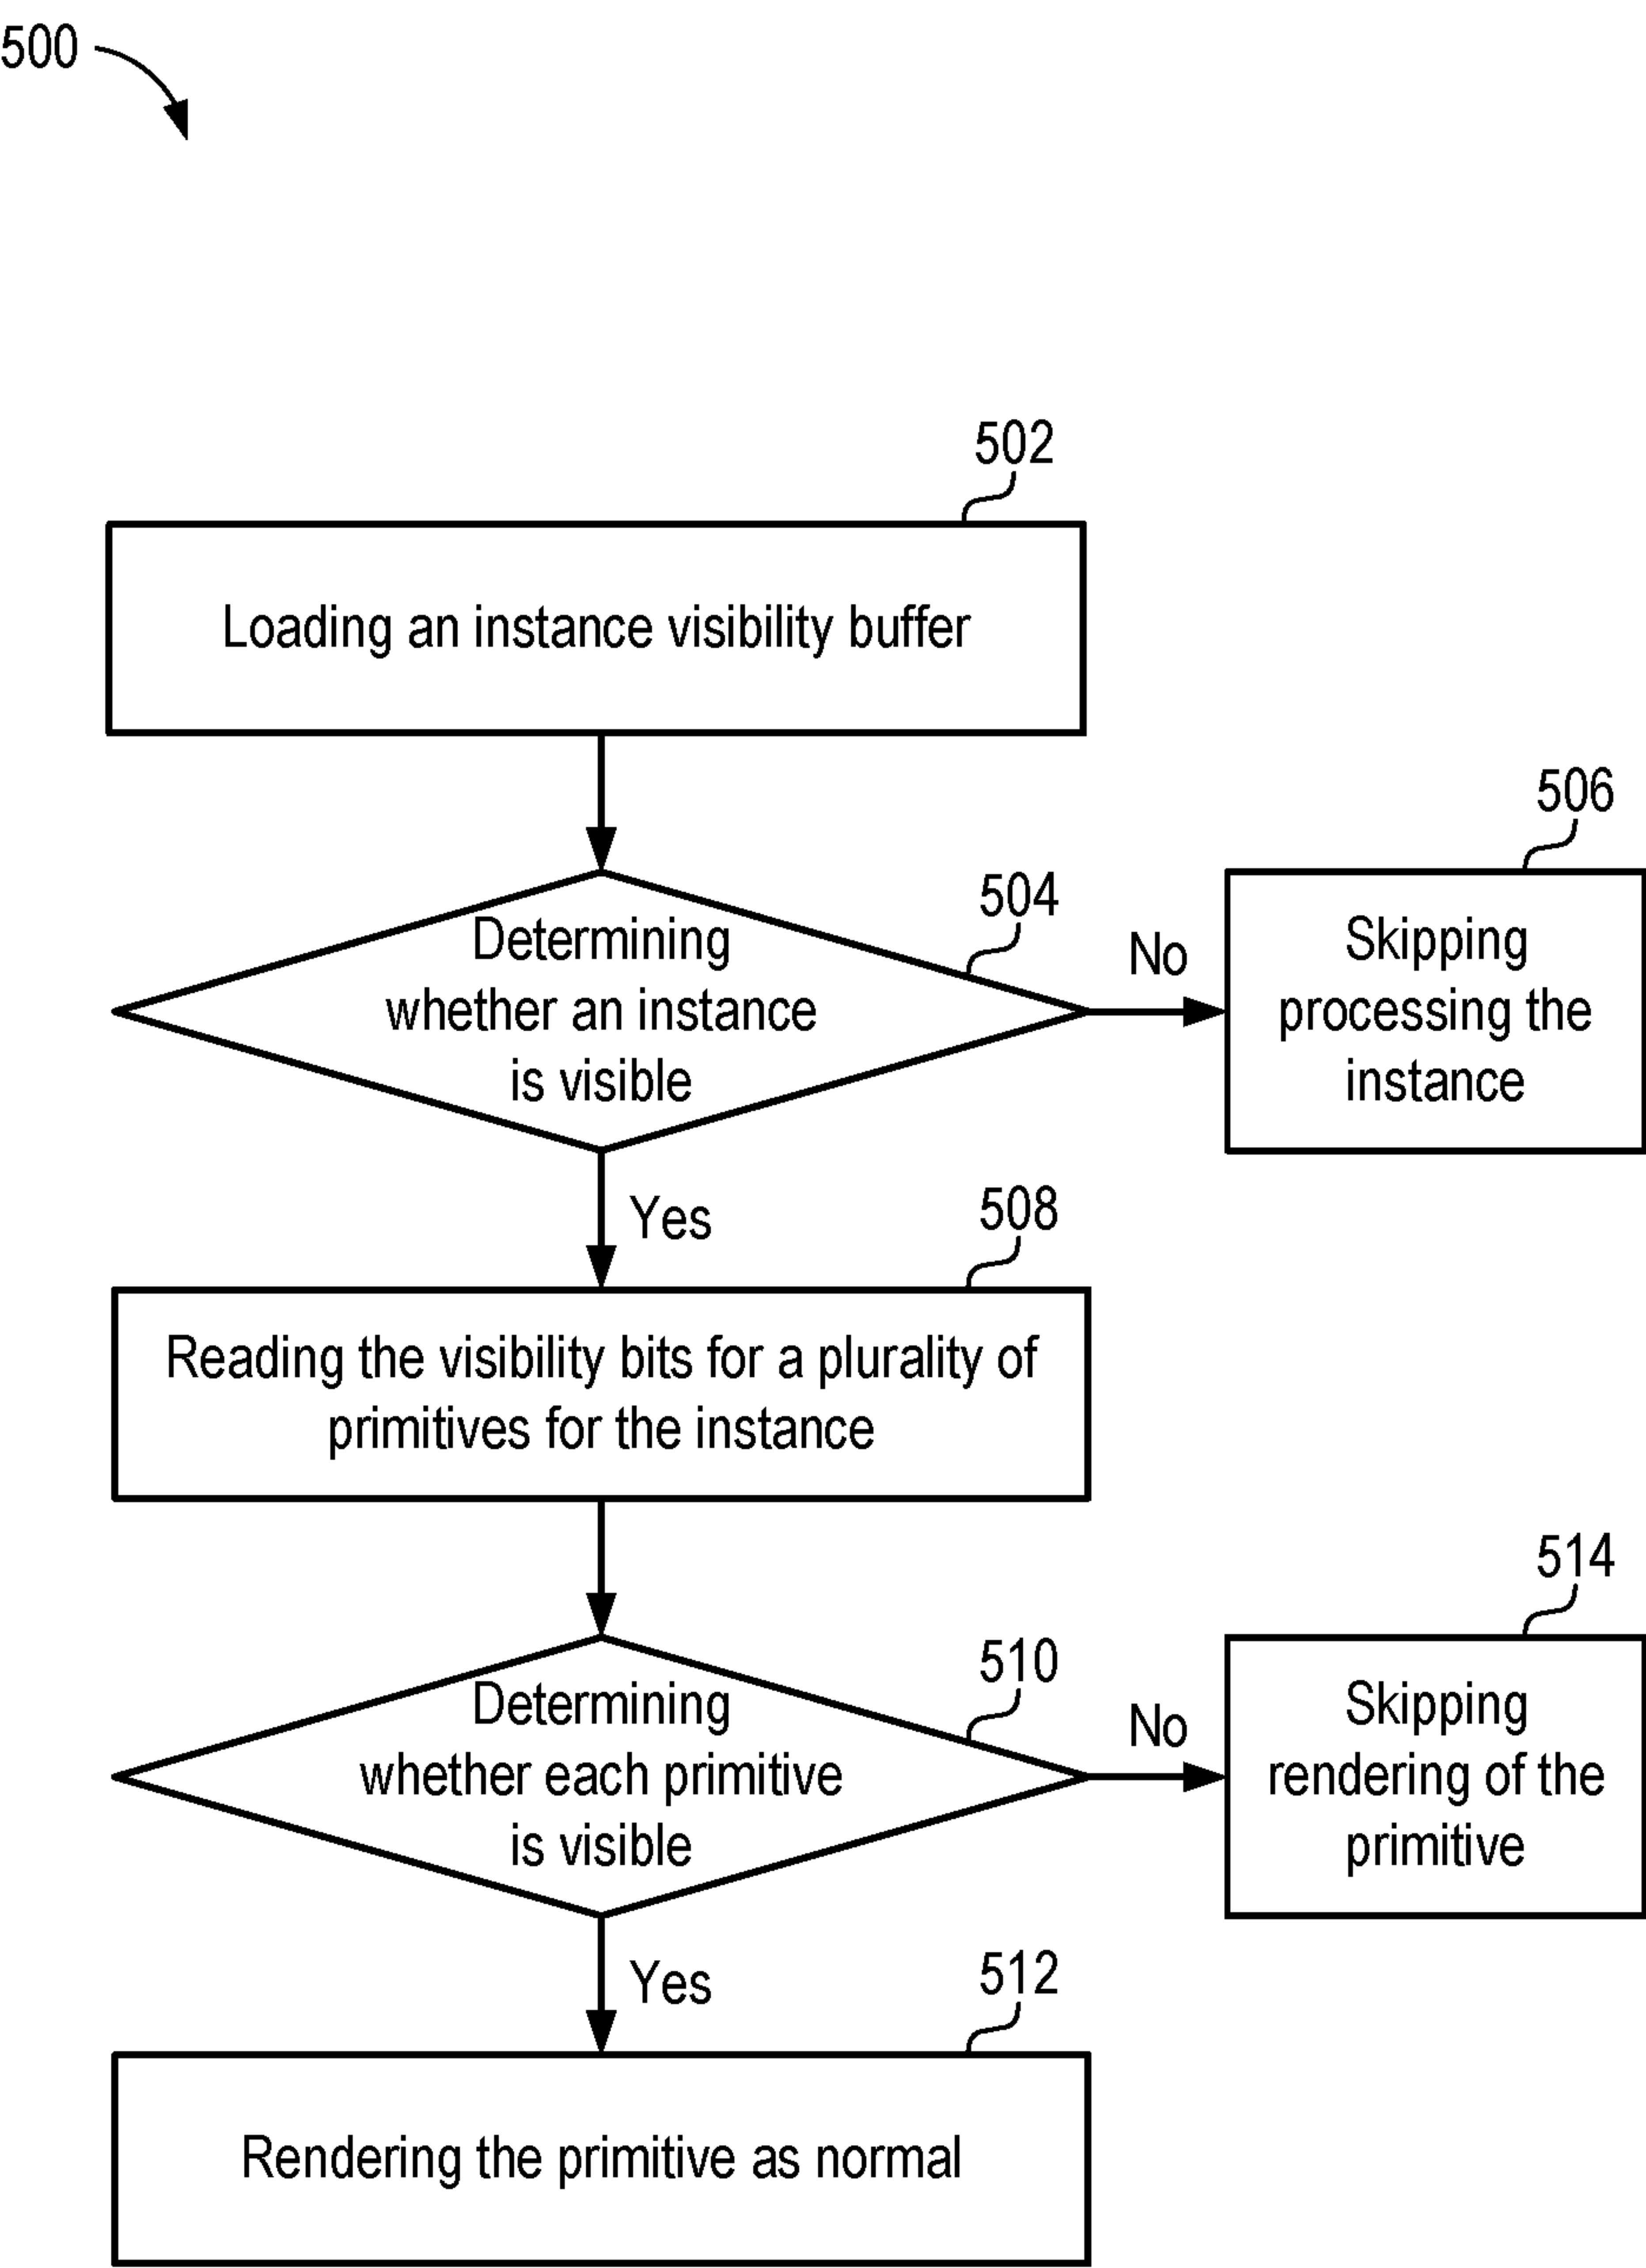 500
502
Loading an instance visibility buffer
504
Determining
whether an instance
is visible
No
506
Skipping
processing the
instance
Yes
508
Reading the visibility bits for a plurality of
primitives for the instance
510
Determining
whether each primitive
is visible
No
514
Skipping
rendering of the
primitive
Yes
512
Rendering the primitive as normal